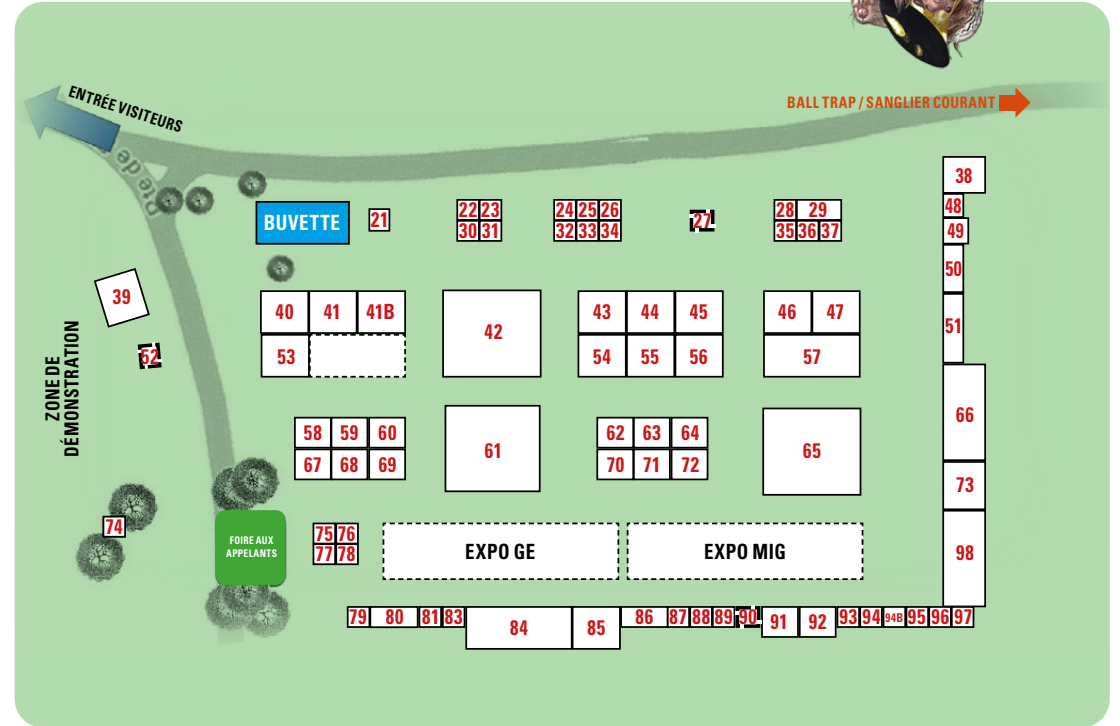 ENTRÉE VISITEURS
BALL TRAP / SANGLIER COURANT
Pte de
38
BUVETTE
21
22 23
24 25 26
27
28 29
48
30 31
32 33 34
35 36 37
49
50
39
40 41 41B
42
43 44 45
46 47
51
52
53
54 55 56
57
ZONE DE
DÉMONSTRATION
58 59 60
61
62 63 64
65
66
67 68 69
70 71 72
73
74
FOIRE AUX
APPELANTS
75 76
77 78
EXPO GE
EXPO MIG
98
79 80 81 83 84 85 86 87 88 89 90 91 92 93 94 94B 95 96 97